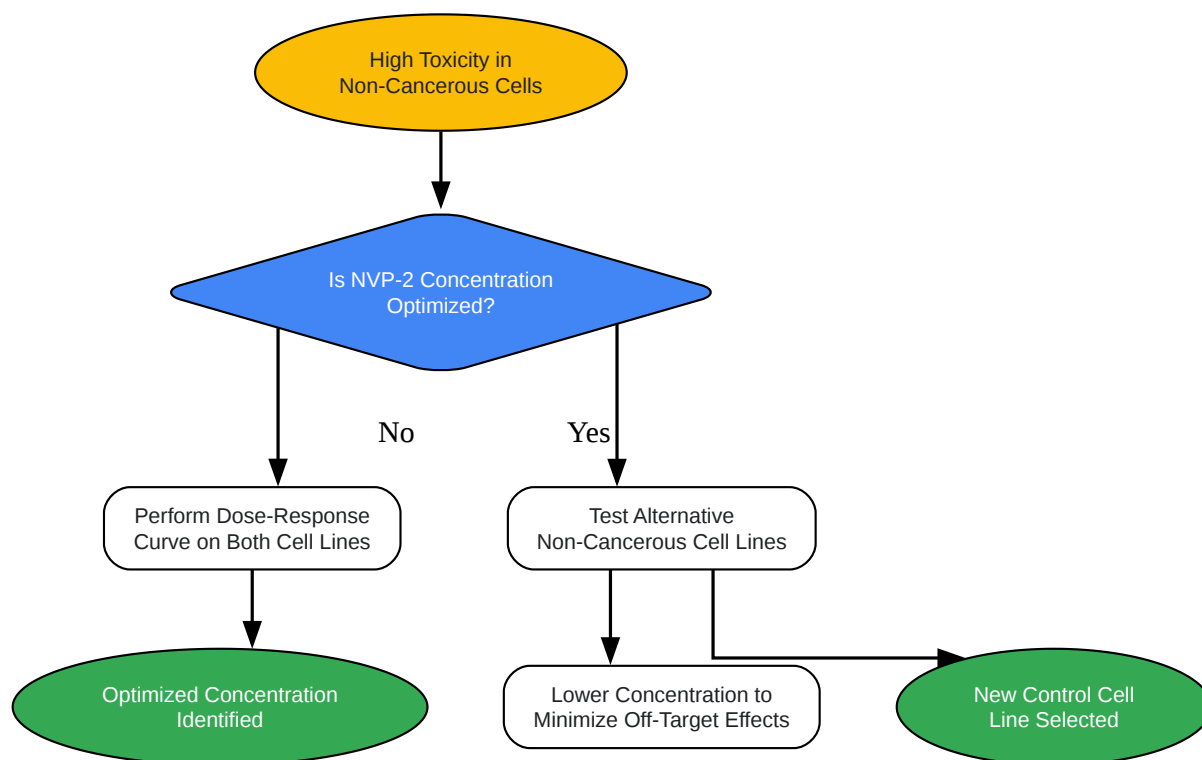 High Toxicity in
Non-Cancerous Cells
Is NVP-2 Concentration
Optimized?
No
Yes
Perform Dose-Response
Curve on Both Cell Lines
Test Alternative
Non-Cancerous Cell Lines
Optimized Concentration
Identified
Lower Concentration to
Minimize Off-Target Effects
New Control Cell
Line Selected